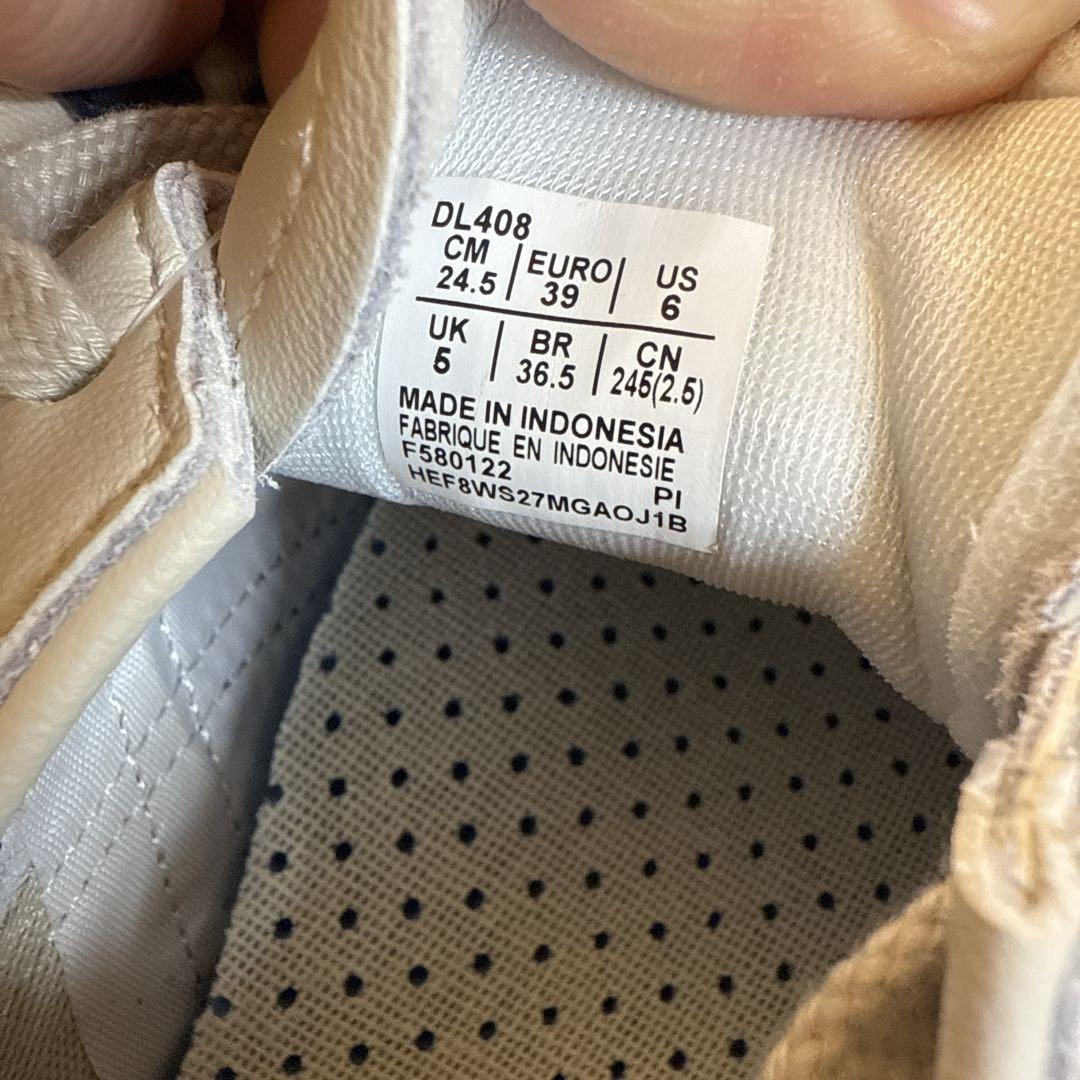 DL408
CM EURO US
24.5 39 6
UK BR CN
5 36.5 245(2.5)
MADE IN INDONESIA
FABRIQUE EN INDONESIE
F580122 PI
HEF8WS27MGAOJ1B